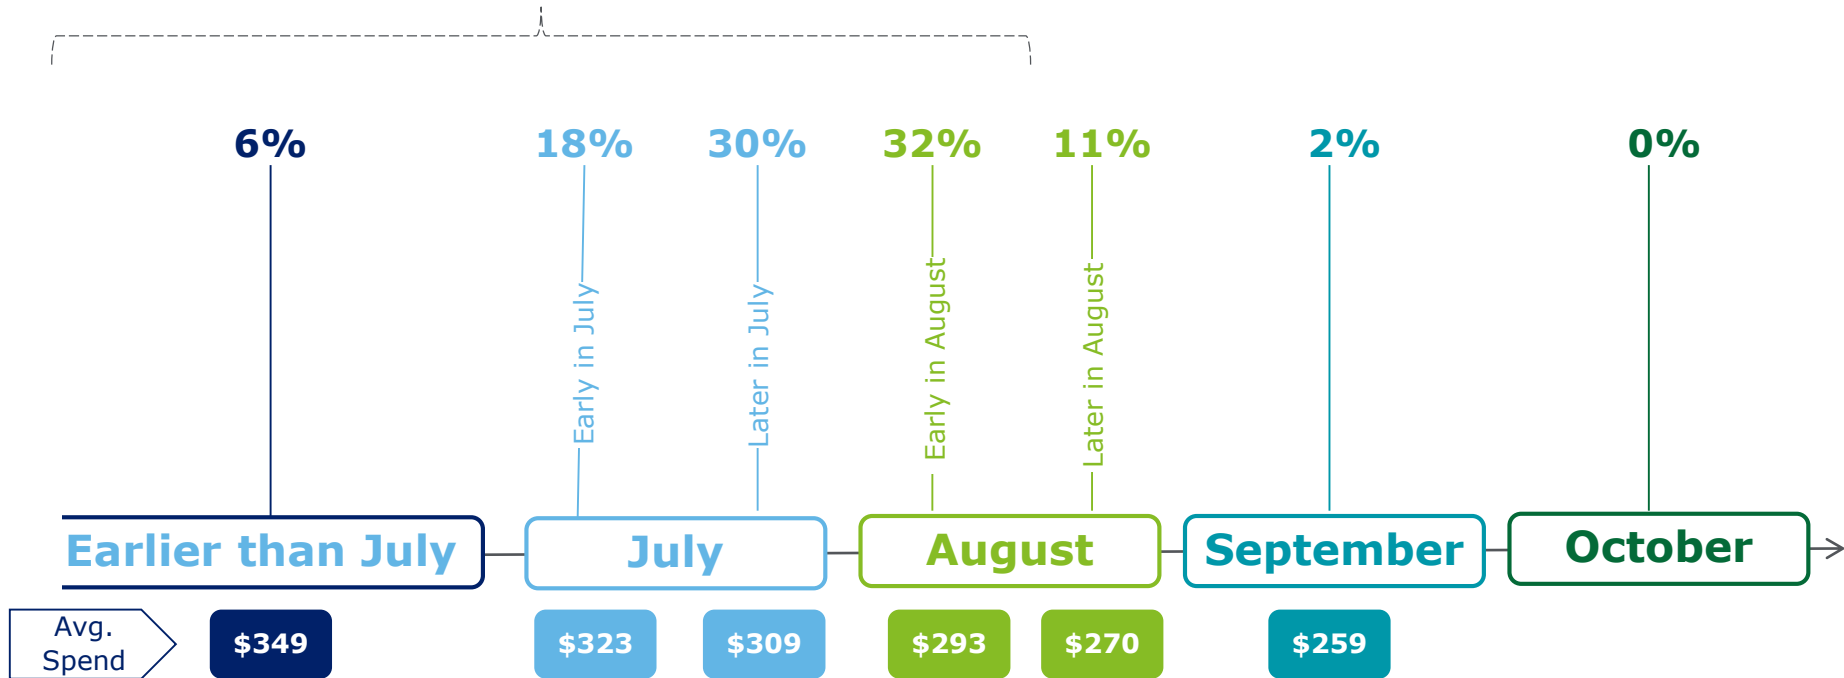 6% 18% 30% 32% 11% 2% 0%
Early in July
Later in July
Early in August
Later in August
Earlier than July July August September October
Avg.
Spend
$349 $323 $309 $293 $270 $259